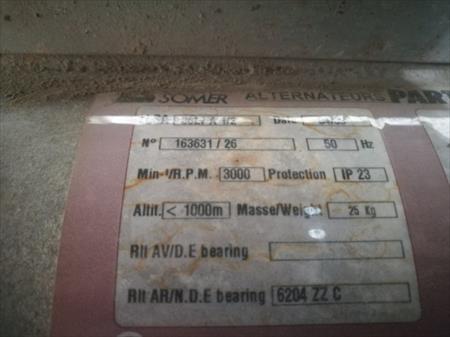 SOMER ALTERNATEURS PART
Date
N° 163631/26 50 Hz
Min-¹/R.P.M. 3000 Protection IP 23
Altit. < 1000m Masse/Weight 25 Kg
Rlt AV/D.E bearing
Rlt AR/N.D.E bearing 6204 ZZ C